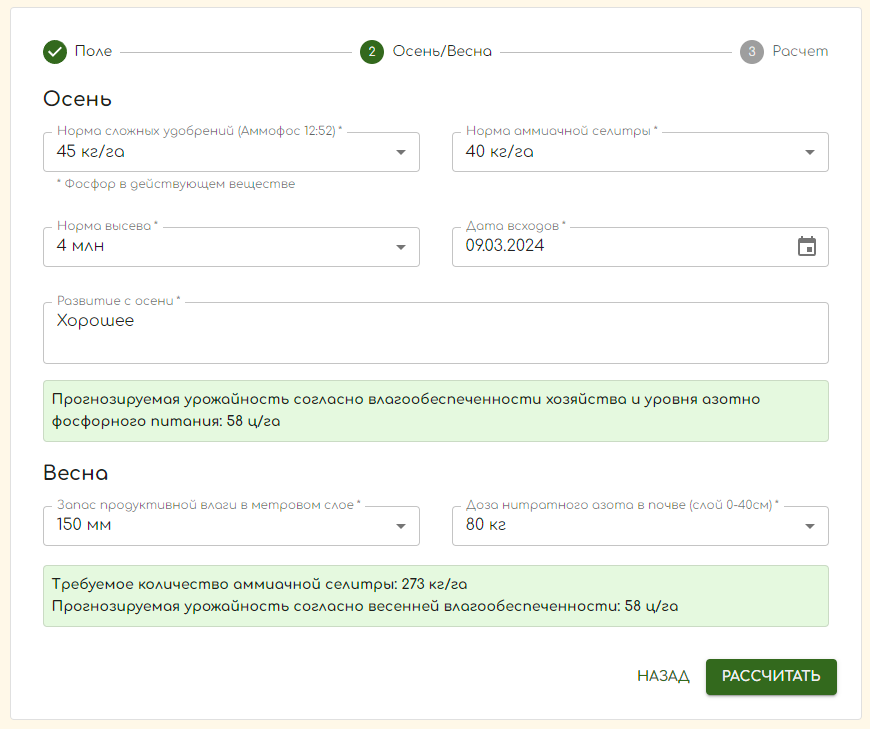 Поле
2 Осень/Весна
3 Расчет
Осень
Норма сложных удобрений (Аммофос 12:52) *
45 кг/га
Норма аммиачной селитры *
40 кг/га
* Фосфор в действующем веществе
Норма высева *
4 млн
Дата всходов *
09.03.2024
Развитие с осени *
Хорошее
Прогнозируемая урожайность согласно влагообеспеченности хозяйства и уровня азотно
фосфорного питания: 58 ц/га
Весна
Запас продуктивной влаги в метровом слое *
150 мм
Доза нитратного азота в почве (слой 0-40см) *
80 кг
Требуемое количество аммиачной селитры: 273 кг/га
Прогнозируемая урожайность согласно весенней влагообеспеченности: 58 ц/га
НАЗАД
РАССЧИТАТЬ